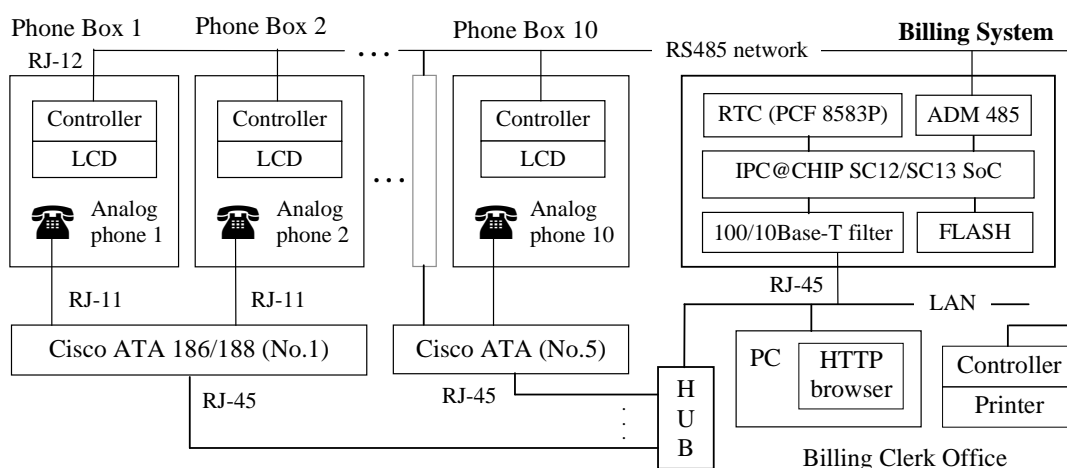 Phone Box 1
Phone Box 2
Phone Box 10
Billing System
RJ-12
RS485 network
Controller
LCD
Controller
LCD
Controller
LCD
RTC (PCF 8583P)
ADM 485
IPC@CHIP SC12/SC13 SoC
100/10Base-T filter
FLASH
Analog
phone 1
Analog
phone 2
Analog
phone 10
RJ-11
RJ-11
RJ-45
LAN
Cisco ATA 186/188 (No.1)
Cisco ATA (No.5)
RJ-45
RJ-45
H
U
B
PC
HTTP
browser
Controller
Printer
Billing Clerk Office